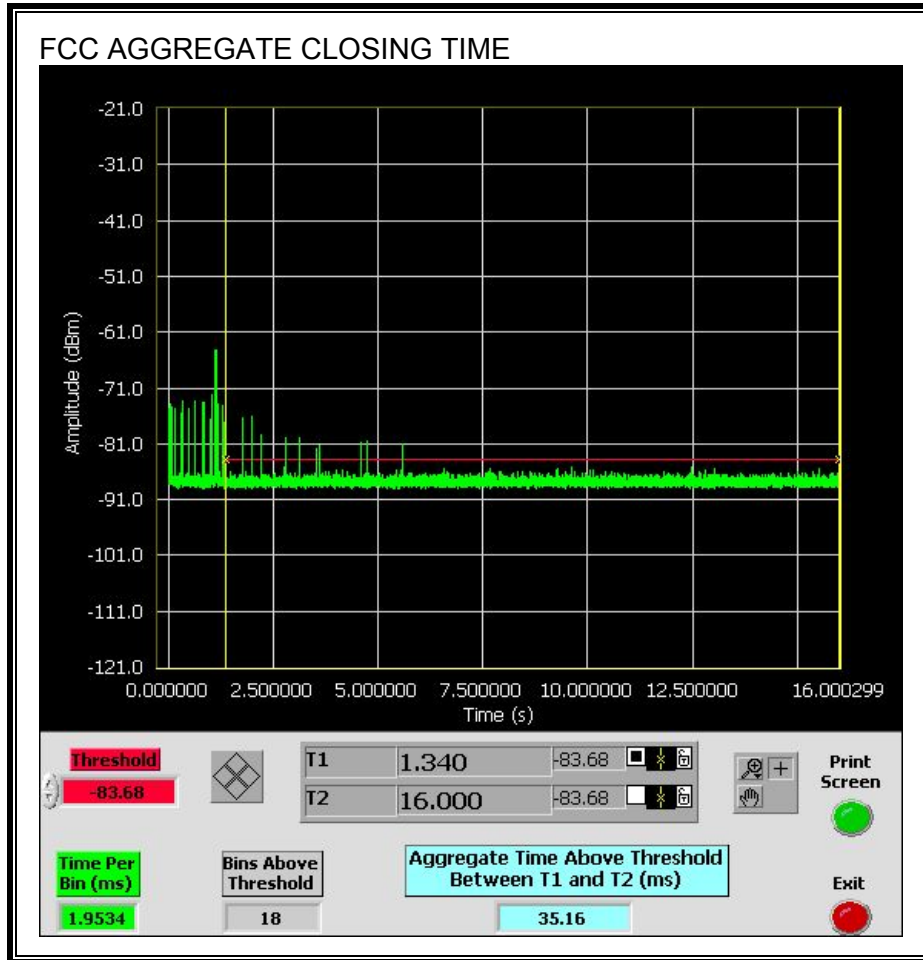 FCC AGGREGATE CLOSING TIME
-21.0
-31.0
-41.0
-51.0
-61.0
-71.0
-81.0
-91.0
-101.0
-111.0
-121.0
Amplitude (dBm)
0.000000 2.500000 5.000000 7.500000 10.000000 12.500000 16.000299
Time (s)
Threshold
-83.68
T1 1.340 -83.68
T2 16.000 -83.68
Print
Screen
Time Per
Bin (ms)
1.9534
Bins Above
Threshold
18
Aggregate Time Above Threshold
Between T1 and T2 (ms)
35.16
Exit